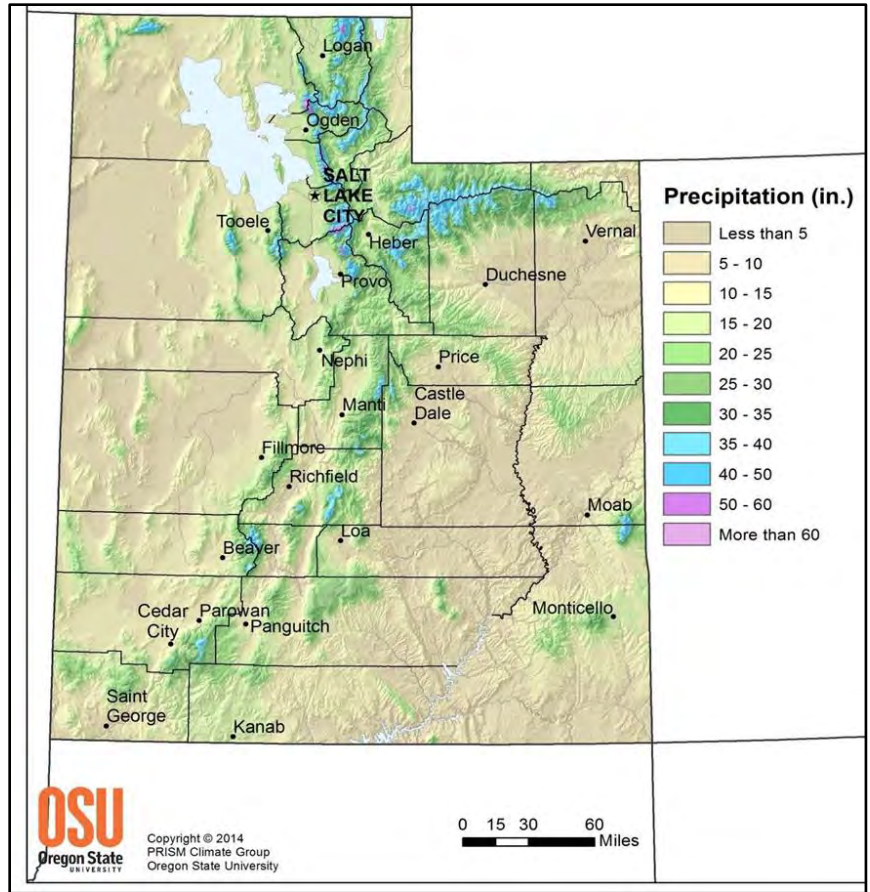 Logan
Ogden
SALT
LAKE
CITY
Tooele
Heber
Vernal
Provo
Duchesne
Nephi
Price
Castle
Dale
Manti
Fillmore
Richfield
Moab
Loa
Beaver
Cedar
City
Parowan
Panguitch
Monticello
Saint
George
Kanab
Precipitation (in.)
Less than 5
5 - 10
10 - 15
15 - 20
20 - 25
25 - 30
30 - 35
35 - 40
40 - 50
50 - 60
More than 60
OSU
Oregon State
UNIVERSITY
Copyright © 2014
PRISM Climate Group
Oregon State University
0 15 30 60
Miles